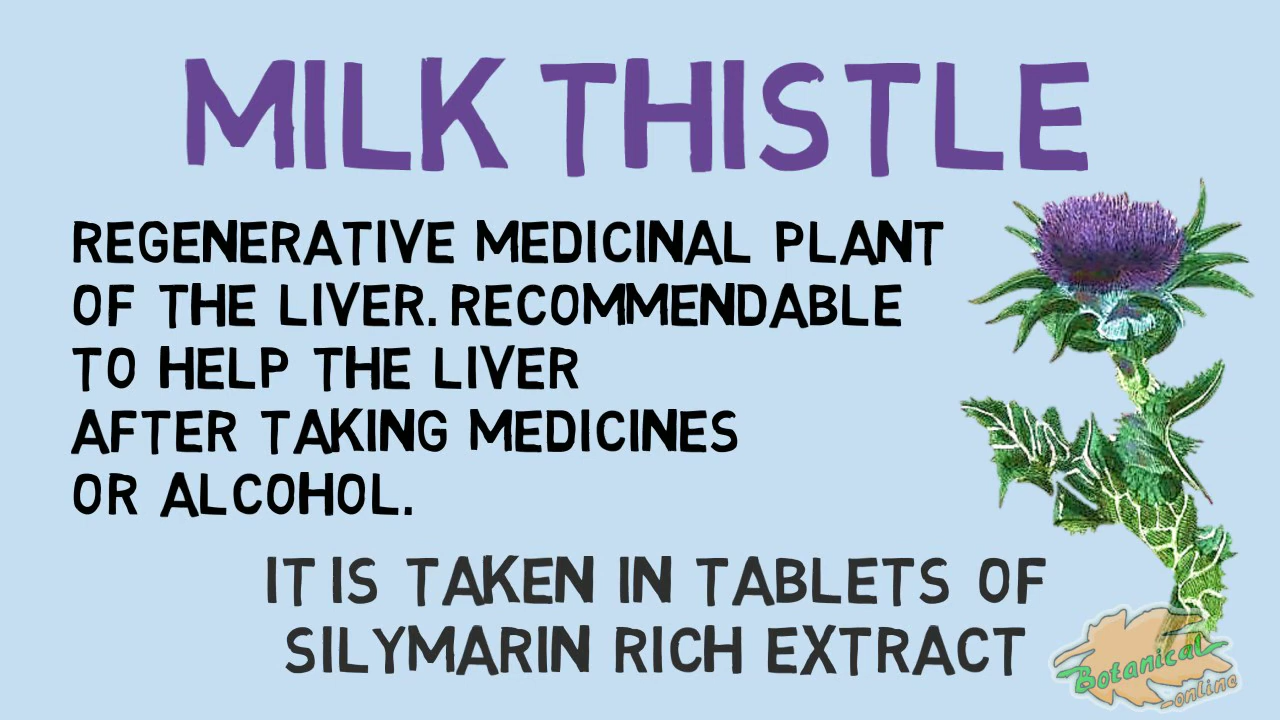 MILK THISTLE
REGENERATIVE MEDICINAL PLANT
OF THE LIVER. RECOMMENDABLE
TO HELP THE LIVER
AFTER TAKING MEDICINES
OR ALCOHOL.
IT IS TAKEN IN TABLETS OF
SILYMARIN RICH EXTRACT
Botanical
-online